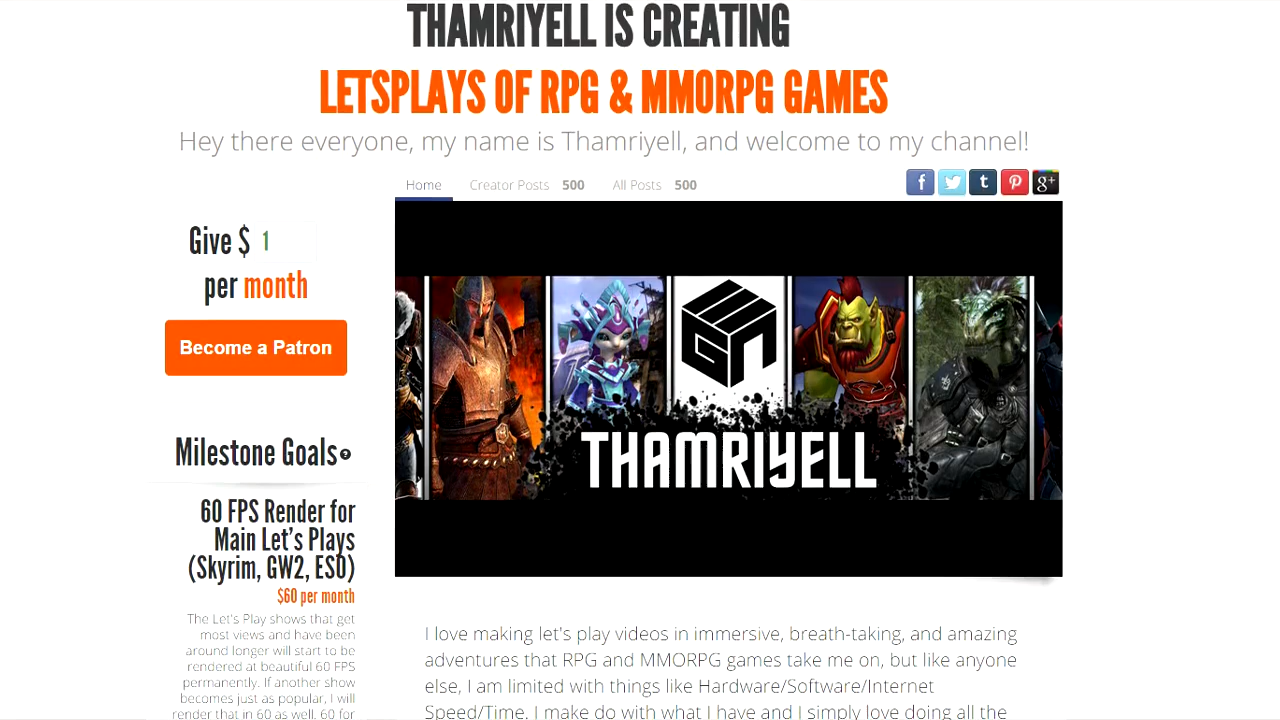 THAMRIYELL IS CREATING
LETSPLAYS OF RPG & MMORPG GAMES
Hey there everyone, my name is Thamriyell, and welcome to my channel!
Home Creator Posts 500 All Posts 500
f t p g+
Give $ 1
per month
Become a Patron
GN
THAMRIYELL
Milestone Goals?
60 FPS Render for
Main Let's Plays
(Skyrim, GW2, ESO)
$60 per month
The Let's Play shows that get
most views and have been
around longer will start to be
rendered at beautiful 60 FPS
permanently. If another show
becomes just as popular, I will
render that in 60 as well. 60 for
I love making let's play videos in immersive, breath-taking, and amazing
adventures that RPG and MMORPG games take me on, but like anyone
else, I am limited with things like Hardware/Software/Internet
Speed/Time. I make do with what I have and I simply love doing all the